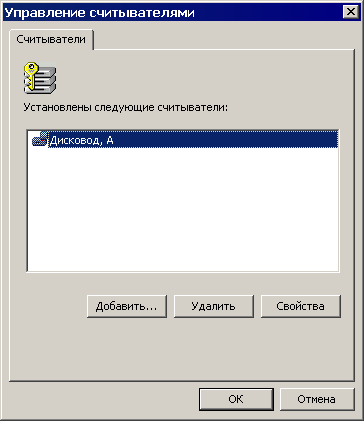 Управление считывателями
Считыватели
Установлены следующие считыватели:
Дисковод, А
Добавить... Удалить Свойства
OK Отмена